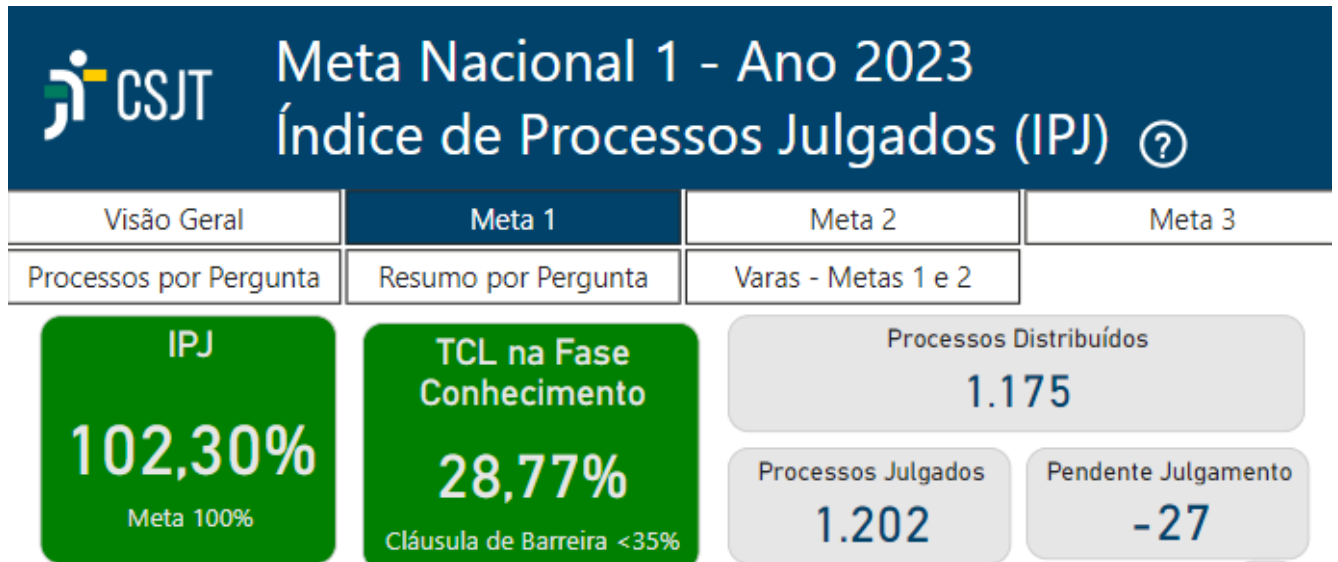 CSJT
Meta Nacional 1 - Ano 2023
Índice de Processos Julgados (IPJ) ?
Visão Geral
Meta 1
Meta 2
Meta 3
Processos por Pergunta
Resumo por Pergunta
Varas - Metas 1 e 2
IPJ
102,30%
Meta 100%
TCL na Fase
Conhecimento
28,77%
Cláusula de Barreira <35%
Processos Distribuídos
1.175
Processos Julgados
1.202
Pendente Julgamento
-27